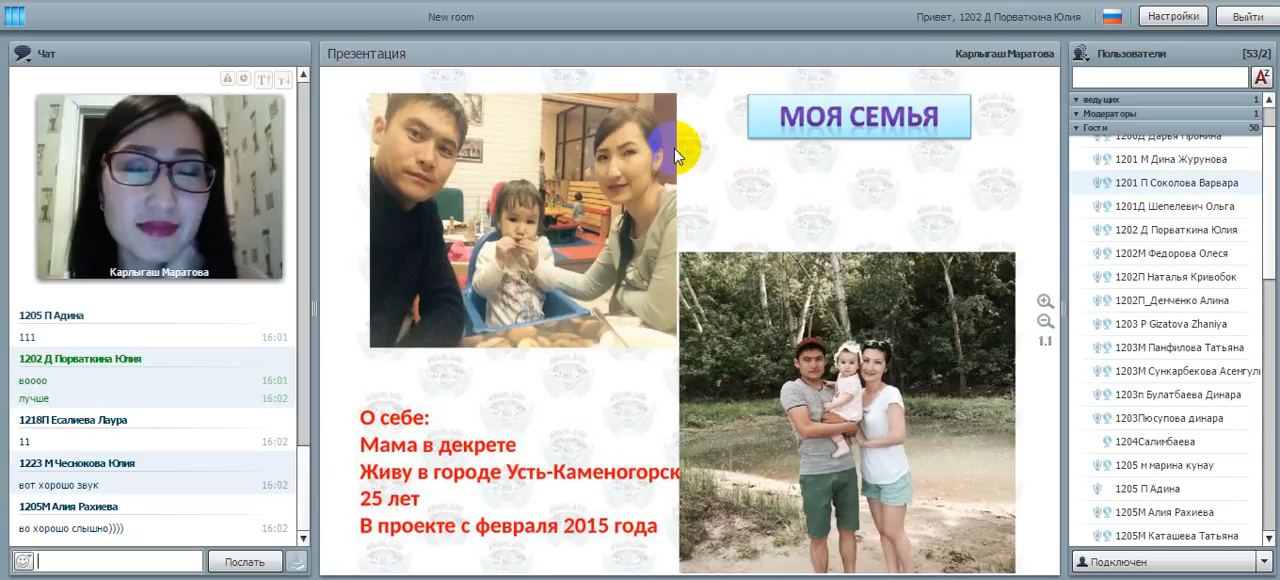 New room
Привет, 1202 Д Порваткина Юлия
Настройки
Выйти
Чат
Карлыгаш Маратова
1205 П Адина
111 16:01
1202 Д Порваткина Юлия
воооо 16:01
лучше 16:02
1218П Есалиева Лаура
11 16:02
1223 М Чеснокова Юлия
вот хорошо звук 16:02
1205М Алия Рахиева
во хорошо слышно)))) 16:02
Послать
Презентация
Карлыгаш Маратова
МОЯ СЕМЬЯ
О себе:
Мама в декрете
Живу в городе Усть-Каменогорск
25 лет
В проекте с февраля 2015 года
1.1
Пользователи [53/2]
ведущих 1
Модераторы 1
Гости 50
1200Д Дарья Пронина
1201 М Дина Журунова
1201 П Соколова Варвара
1201Д Шепелевич Ольга
1202 Д Порваткина Юлия
1202М Федорова Олеся
1202П Наталья Кривобок
1202П_Демченко Алина
1203 P Gizatova Zhaniya
1203М Панфилова Татьяна
1203М Сункарбекова Асемгул
1203п Булатбаева Динара
1203Пюсупова динара
1204Салимбаева
1205 м марина кунау
1205 П Адина
1205М Алия Рахиева
1205М Каташева Татьяна
Подключен